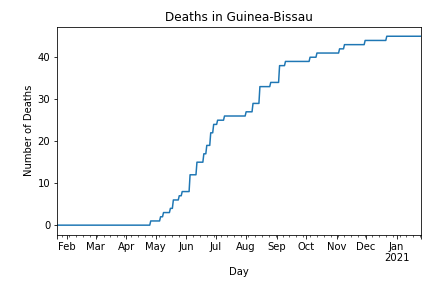 Deaths in Guinea-Bissau
Number of Deaths
40
30
20
10
0
Feb Mar Apr May Jun Jul Aug Sep Oct Nov Dec Jan
2021
Day